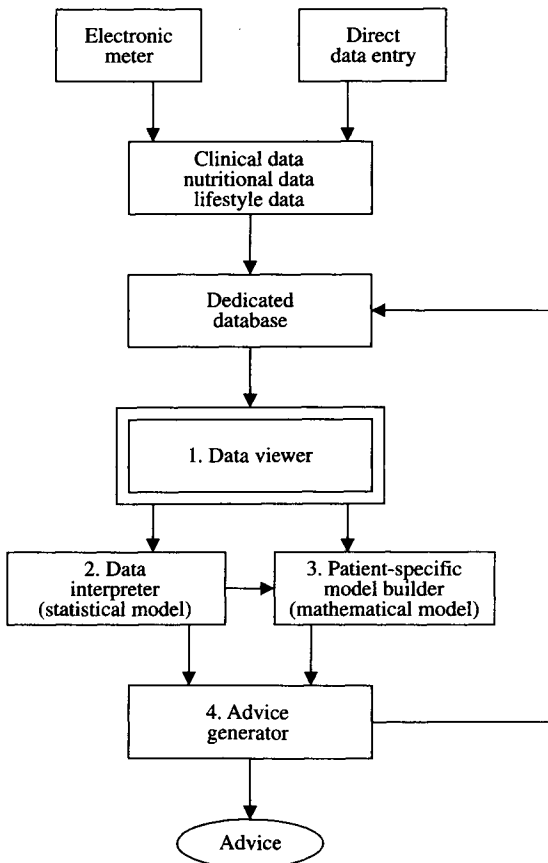 Electronic
meter
Direct
data entry
Clinical data
nutritional data
lifestyle data
Dedicated
database
1. Data viewer
2. Data
interpreter
(statistical model)
3. Patient-specific
model builder
(mathematical model)
4. Advice
generator
Advice